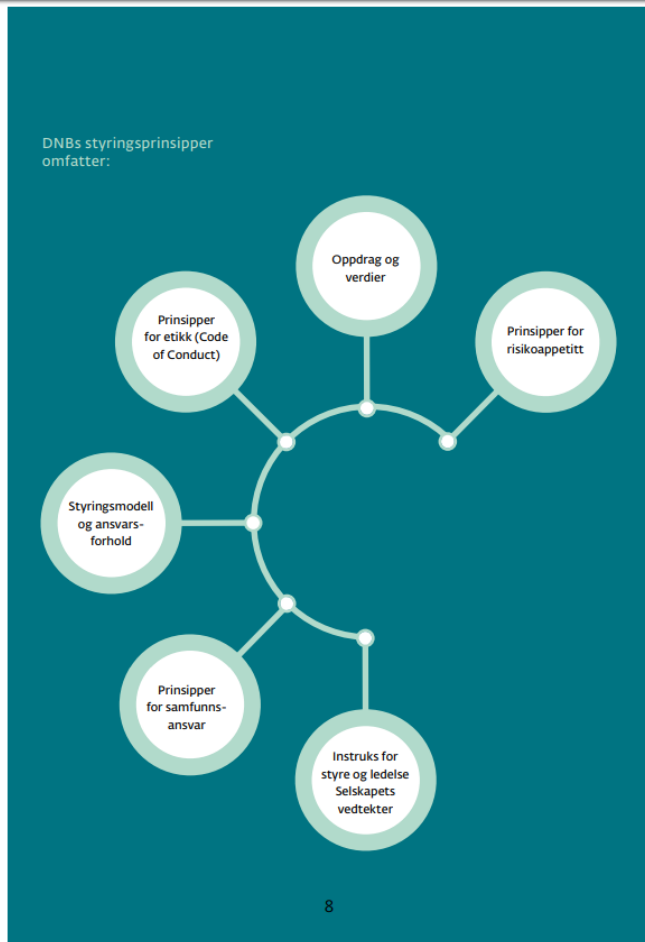 DNBs styringsprinsipper
omfatter:
Oppdrag og
verdier
Prinsipper
for etikk (Code
of Conduct)
Prinsipper for
risikoappetitt
Styringsmodell
og ansvars-
forhold
Prinsipper
for samfunns-
ansvar
Instruks for
styre og ledelse
Selskapets
vedtekter
8